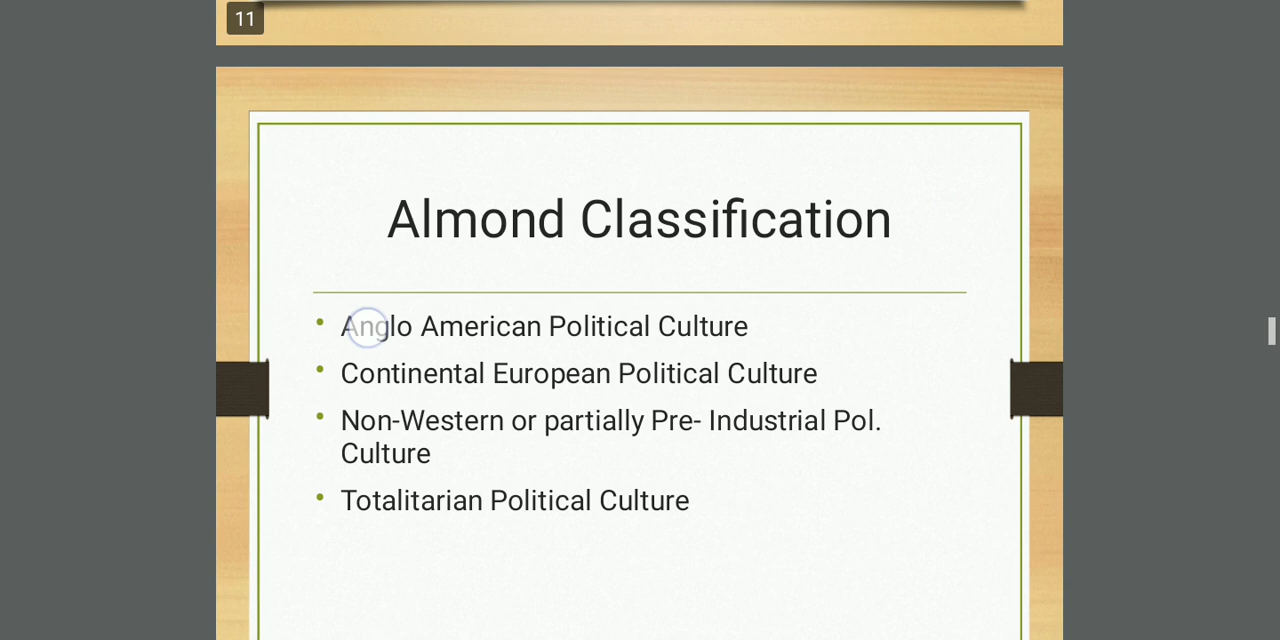 11
Almond Classification
• Anglo American Political Culture
• Continental European Political Culture
• Non-Western or partially Pre- Industrial Pol.
Culture
• Totalitarian Political Culture